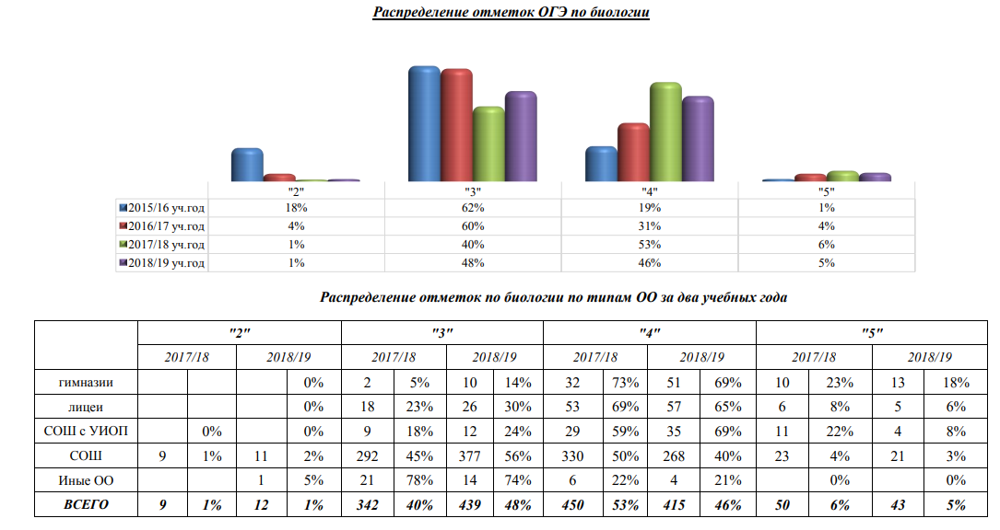 Распределение отметок ОГЭ по биологии
"2" "3" "4" "5"
2015/16 уч.год 18% 62% 19% 1%
2016/17 уч.год 4% 60% 31% 4%
2017/18 уч.год 1% 40% 53% 6%
2018/19 уч.год 1% 48% 46% 5%
Распределение отметок по биологии по типам ОО за два учебных года
"2" "3" "4" "5"
2017/18 2018/19 2017/18 2018/19 2017/18 2018/19 2017/18 2018/19
гимназии 0% 2 5% 10 14% 32 73% 51 69% 10 23% 13 18%
лицеи 0% 18 23% 26 30% 53 69% 57 65% 6 8% 5 6%
СОШ с УИОП 0% 0% 9 18% 12 24% 29 59% 35 69% 11 22% 4 8%
СОШ 9 1% 11 2% 292 45% 377 56% 330 50% 268 40% 23 4% 21 3%
Иные ОО 1 5% 21 78% 14 74% 6 22% 4 21% 0% 0%
ВСЕГО 9 1% 12 1% 342 40% 439 48% 450 53% 415 46% 50 6% 43 5%